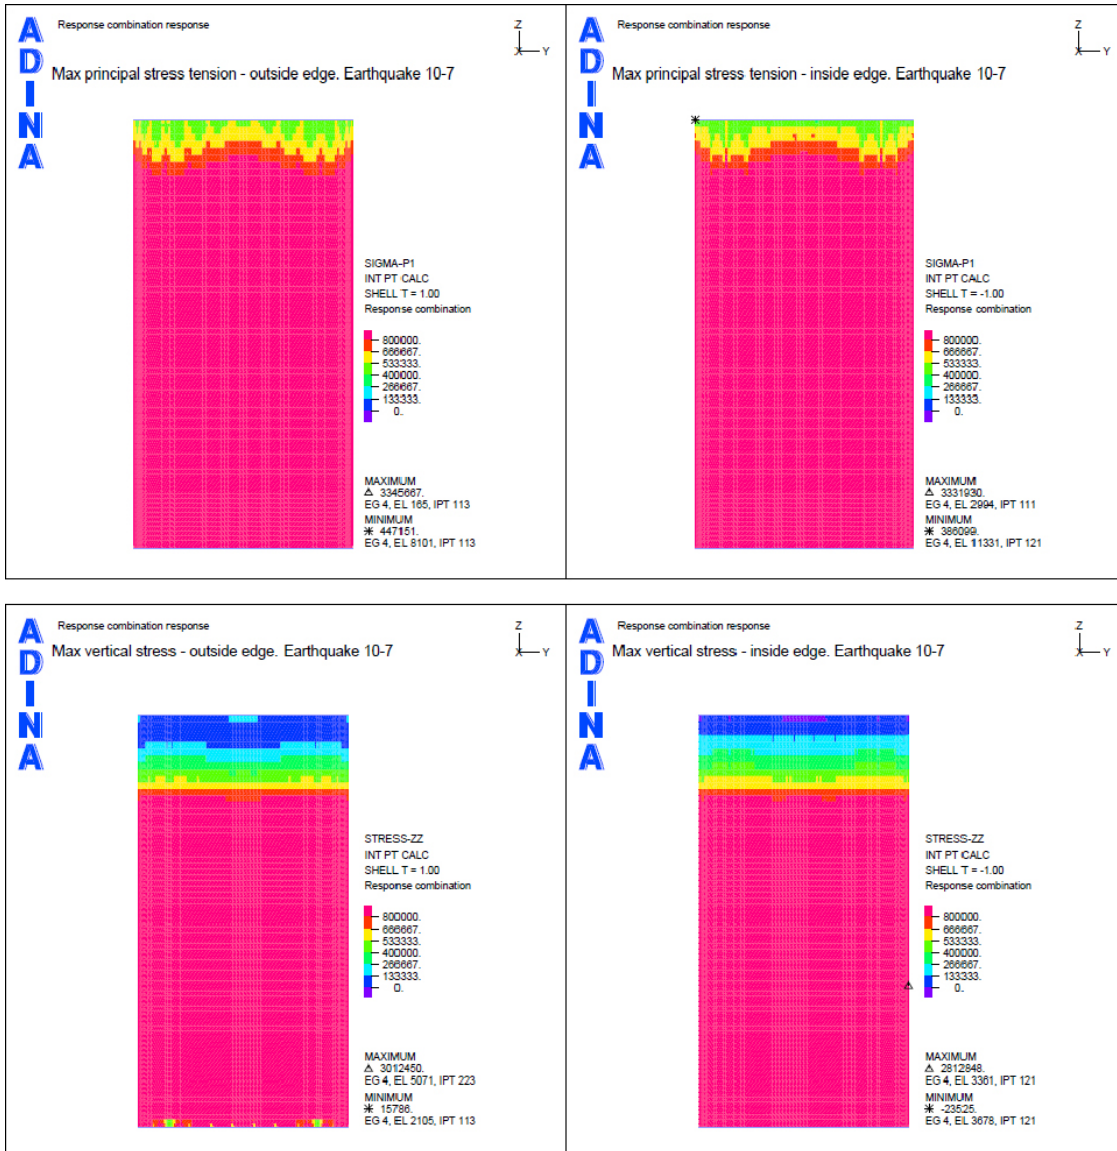 ADINA
Response combination response
Z
X Y
Max principal stress tension - outside edge. Earthquake 10-7
SIGMA-P1
INT PT CALC
SHELL T = 1.00
Response combination
800000.
666667.
533333.
400000.
266667.
133333.
0.
MAXIMUM
Δ 3345667.
EG 4, EL 165, IPT 113
MINIMUM
* 447151.
EG 4, EL 8101, IPT 113
ADINA
Response combination response
Z
X Y
Max principal stress tension - inside edge. Earthquake 10-7
SIGMA-P1
INT PT CALC
SHELL T = -1.00
Response combination
800000.
666667.
533333.
400000.
266667.
133333.
0.
MAXIMUM
Δ 3331930.
EG 4, EL 2994, IPT 111
MINIMUM
* 386099.
EG 4, EL 11331, IPT 121
ADINA
Response combination response
Z
X Y
Max vertical stress - outside edge. Earthquake 10-7
STRESS-ZZ
INT PT CALC
SHELL T = 1.00
Response combination
800000.
666667.
533333.
400000.
266667.
133333.
0.
MAXIMUM
Δ 3012450.
EG 4, EL 5071, IPT 223
MINIMUM
* 15786.
EG 4, EL 2105, IPT 113
ADINA
Response combination response
Z
X Y
Max vertical stress - inside edge. Earthquake 10-7
STRESS-ZZ
INT PT CALC
SHELL T = -1.00
Response combination
800000.
666667.
533333.
400000.
266667.
133333.
0.
MAXIMUM
Δ 2812848.
EG 4, EL 3361, IPT 121
MINIMUM
* -23525.
EG 4, EL 3678, IPT 121